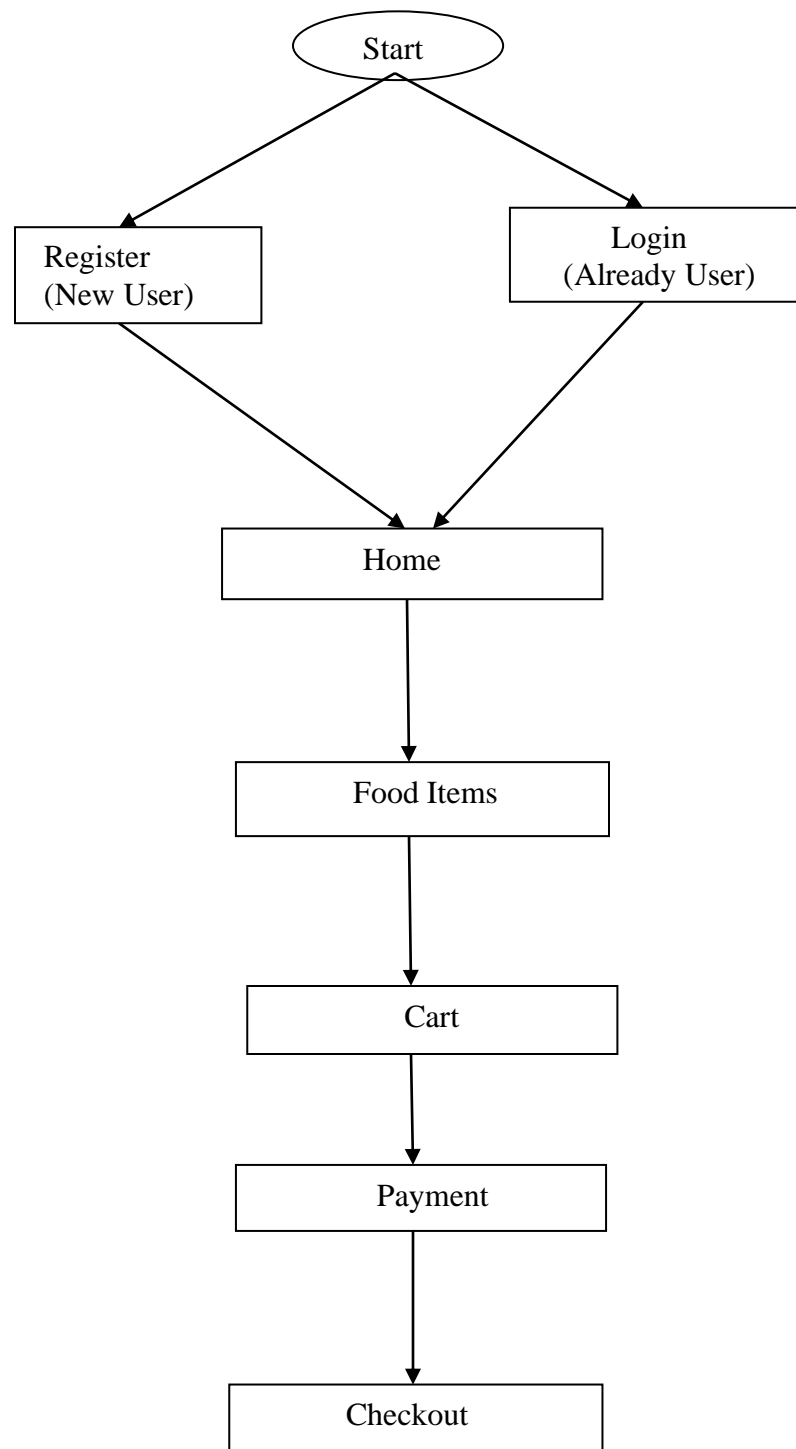 Start
Register
(New User)
Login
(Already User)
Home
Food Items
Cart
Payment
Checkout